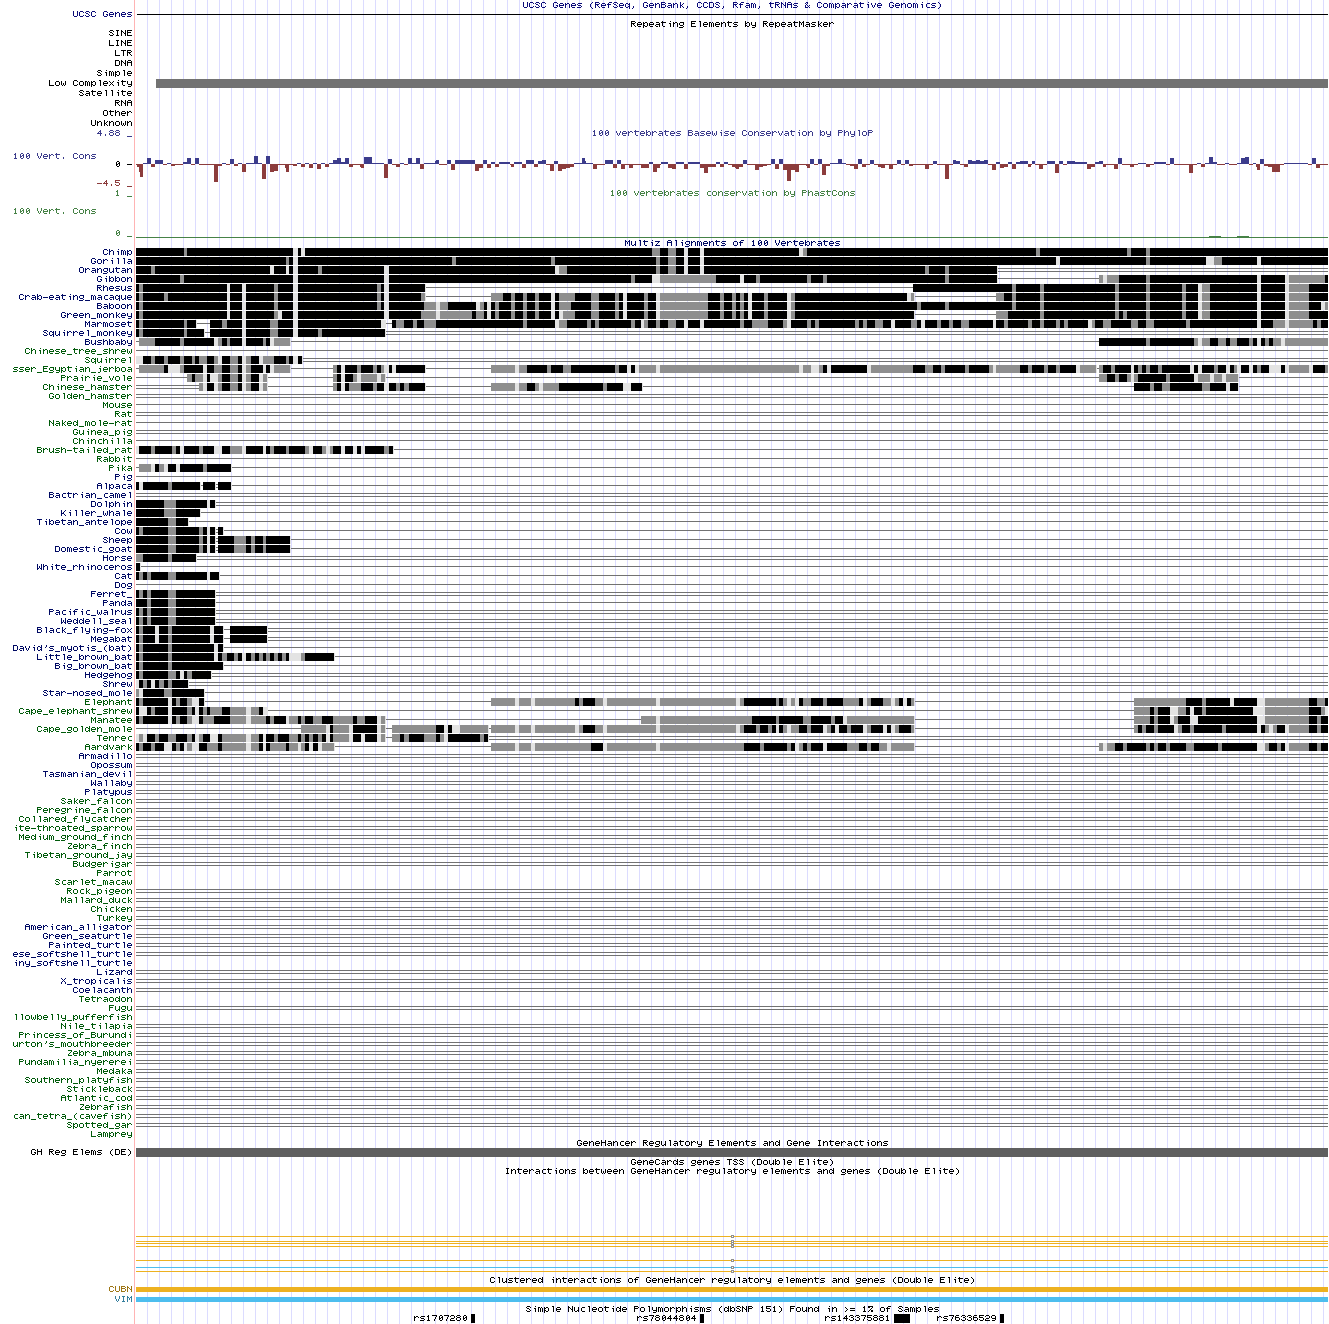 UCSC Genes (RefSeq, GenBank, CCDS, Rfam, tRNAs & Comparative Genomics)
UCSC Genes
Repeating Elements by RepeatMasker
SINE
LINE
LTR
DNA
Simple
Low Complexity
Satellite
RNA
Other
Unknown
4.88 _
100 vertebrates Basewise Conservation by PhyloP
100 Vert. Cons
0 _
-4.5 _
1 _
100 vertebrates conservation by PhastCons
100 Vert. Cons
0 _
Multiz Alignments of 100 Vertebrates
Chimp
Gorilla
Orangutan
Gibbon
Rhesus
Crab-eating_macaque
Baboon
Green_monkey
Marmoset
Squirrel_monkey
Bushbaby
Chinese_tree_shrew
Squirrel
sser_Egyptian_jerboa
Prairie_vole
Chinese_hamster
Golden_hamster
Mouse
Rat
Naked_mole-rat
Guinea_pig
Chinchilla
Brush-tailed_rat
Rabbit
Pika
Pig
Alpaca
Bactrian_camel
Dolphin
Killer_whale
Tibetan_antelope
Cow
Sheep
Domestic_goat
Horse
White_rhinoceros
Cat
Dog
Ferret_
Panda
Pacific_walrus
Weddell_seal
Black_flying-fox
Megabat
David's_myotis_(bat)
Little_brown_bat
Big_brown_bat
Hedgehog
Shrew
Star-nosed_mole
Elephant
Cape_elephant_shrew
Manatee
Cape_golden_mole
Tenrec
Aardvark
Armadillo
Opossum
Tasmanian_devil
Wallaby
Platypus
Saker_falcon
Peregrine_falcon
Collared_flycatcher
ite-throated_sparrow
Medium_ground_finch
Zebra_finch
Tibetan_ground_jay
Budgerigar
Parrot
Scarlet_macaw
Rock_pigeon
Mallard_duck
Chicken
Turkey
American_alligator
Green_seaturtle
Painted_turtle
ese_softshell_turtle
iny_softshell_turtle
Lizard
X_tropicalis
Coelacanth
Tetraodon
Fugu
llowbelly_pufferfish
Nile_tilapia
Princess_of_Burundi
urton's_mouthbreeder
Zebra_mbuna
Pundamilia_nyererei
Medaka
Southern_platyfish
Stickleback
Atlantic_cod
Zebrafish
can_tetra_(cavefish)
Spotted_gar
Lamprey
GeneHancer Regulatory Elements and Gene Interactions
GH Reg Elems (DE)
GeneCards genes TSS (Double Elite)
Interactions between GeneHancer regulatory elements and genes (Double Elite)
Clustered interactions of GeneHancer regulatory elements and genes (Double Elite)
CUBN
VIM
Simple Nucleotide Polymorphisms (dbSNP 151) Found in >= 1% of Samples
rs1707280 rs78044804 rs143375881 rs76336529